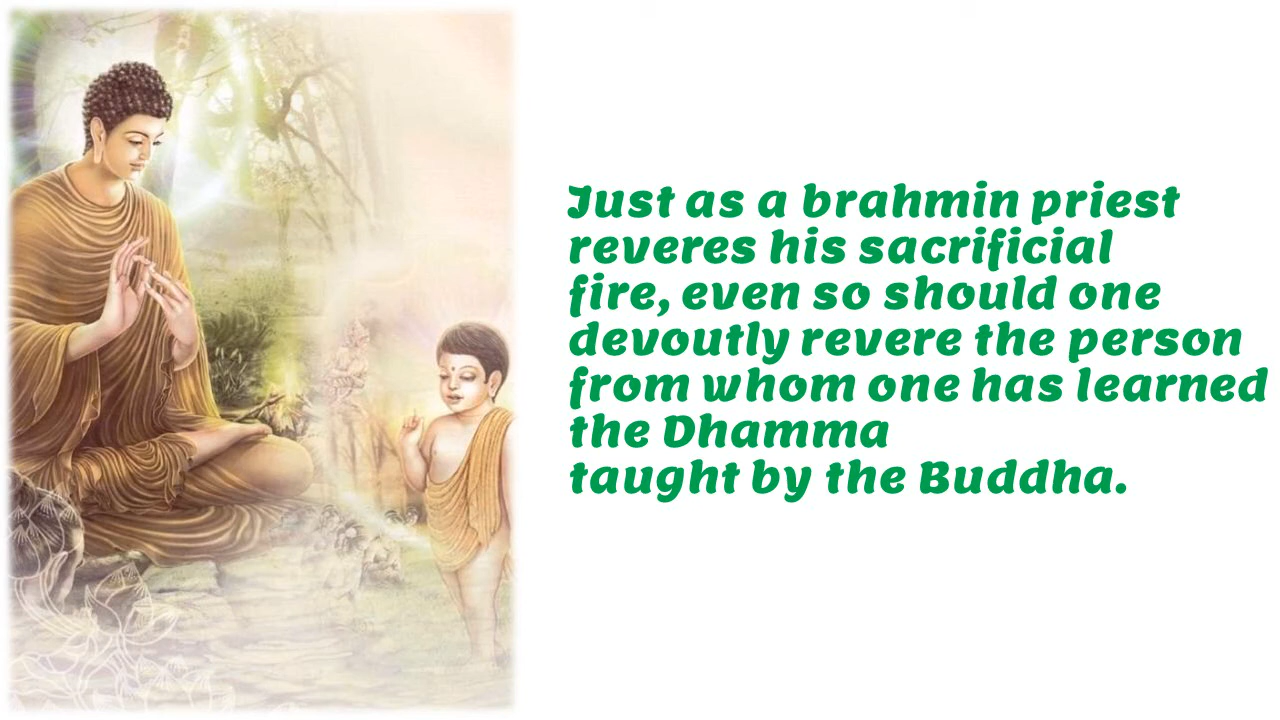 Just as a brahmin priest
reveres his sacrificial
fire, even so should one
devoutly revere the person
from whom one has learned
the Dhamma
taught by the Buddha.